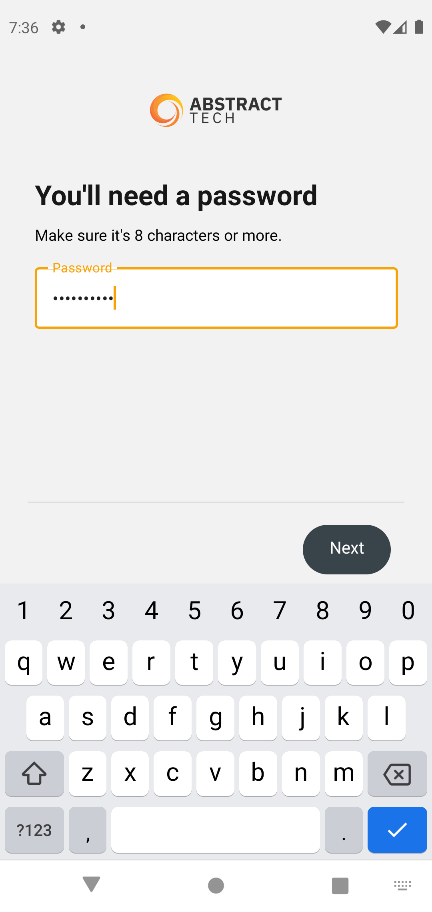 7:36
ABSTRACT
TECH
You'll need a password
Make sure it's 8 characters or more.
Password
••••••••••
Next
1 2 3 4 5 6 7 8 9 0
q w e r t y u i o p
a s d f g h j k l
z x c v b n m
?123 , .